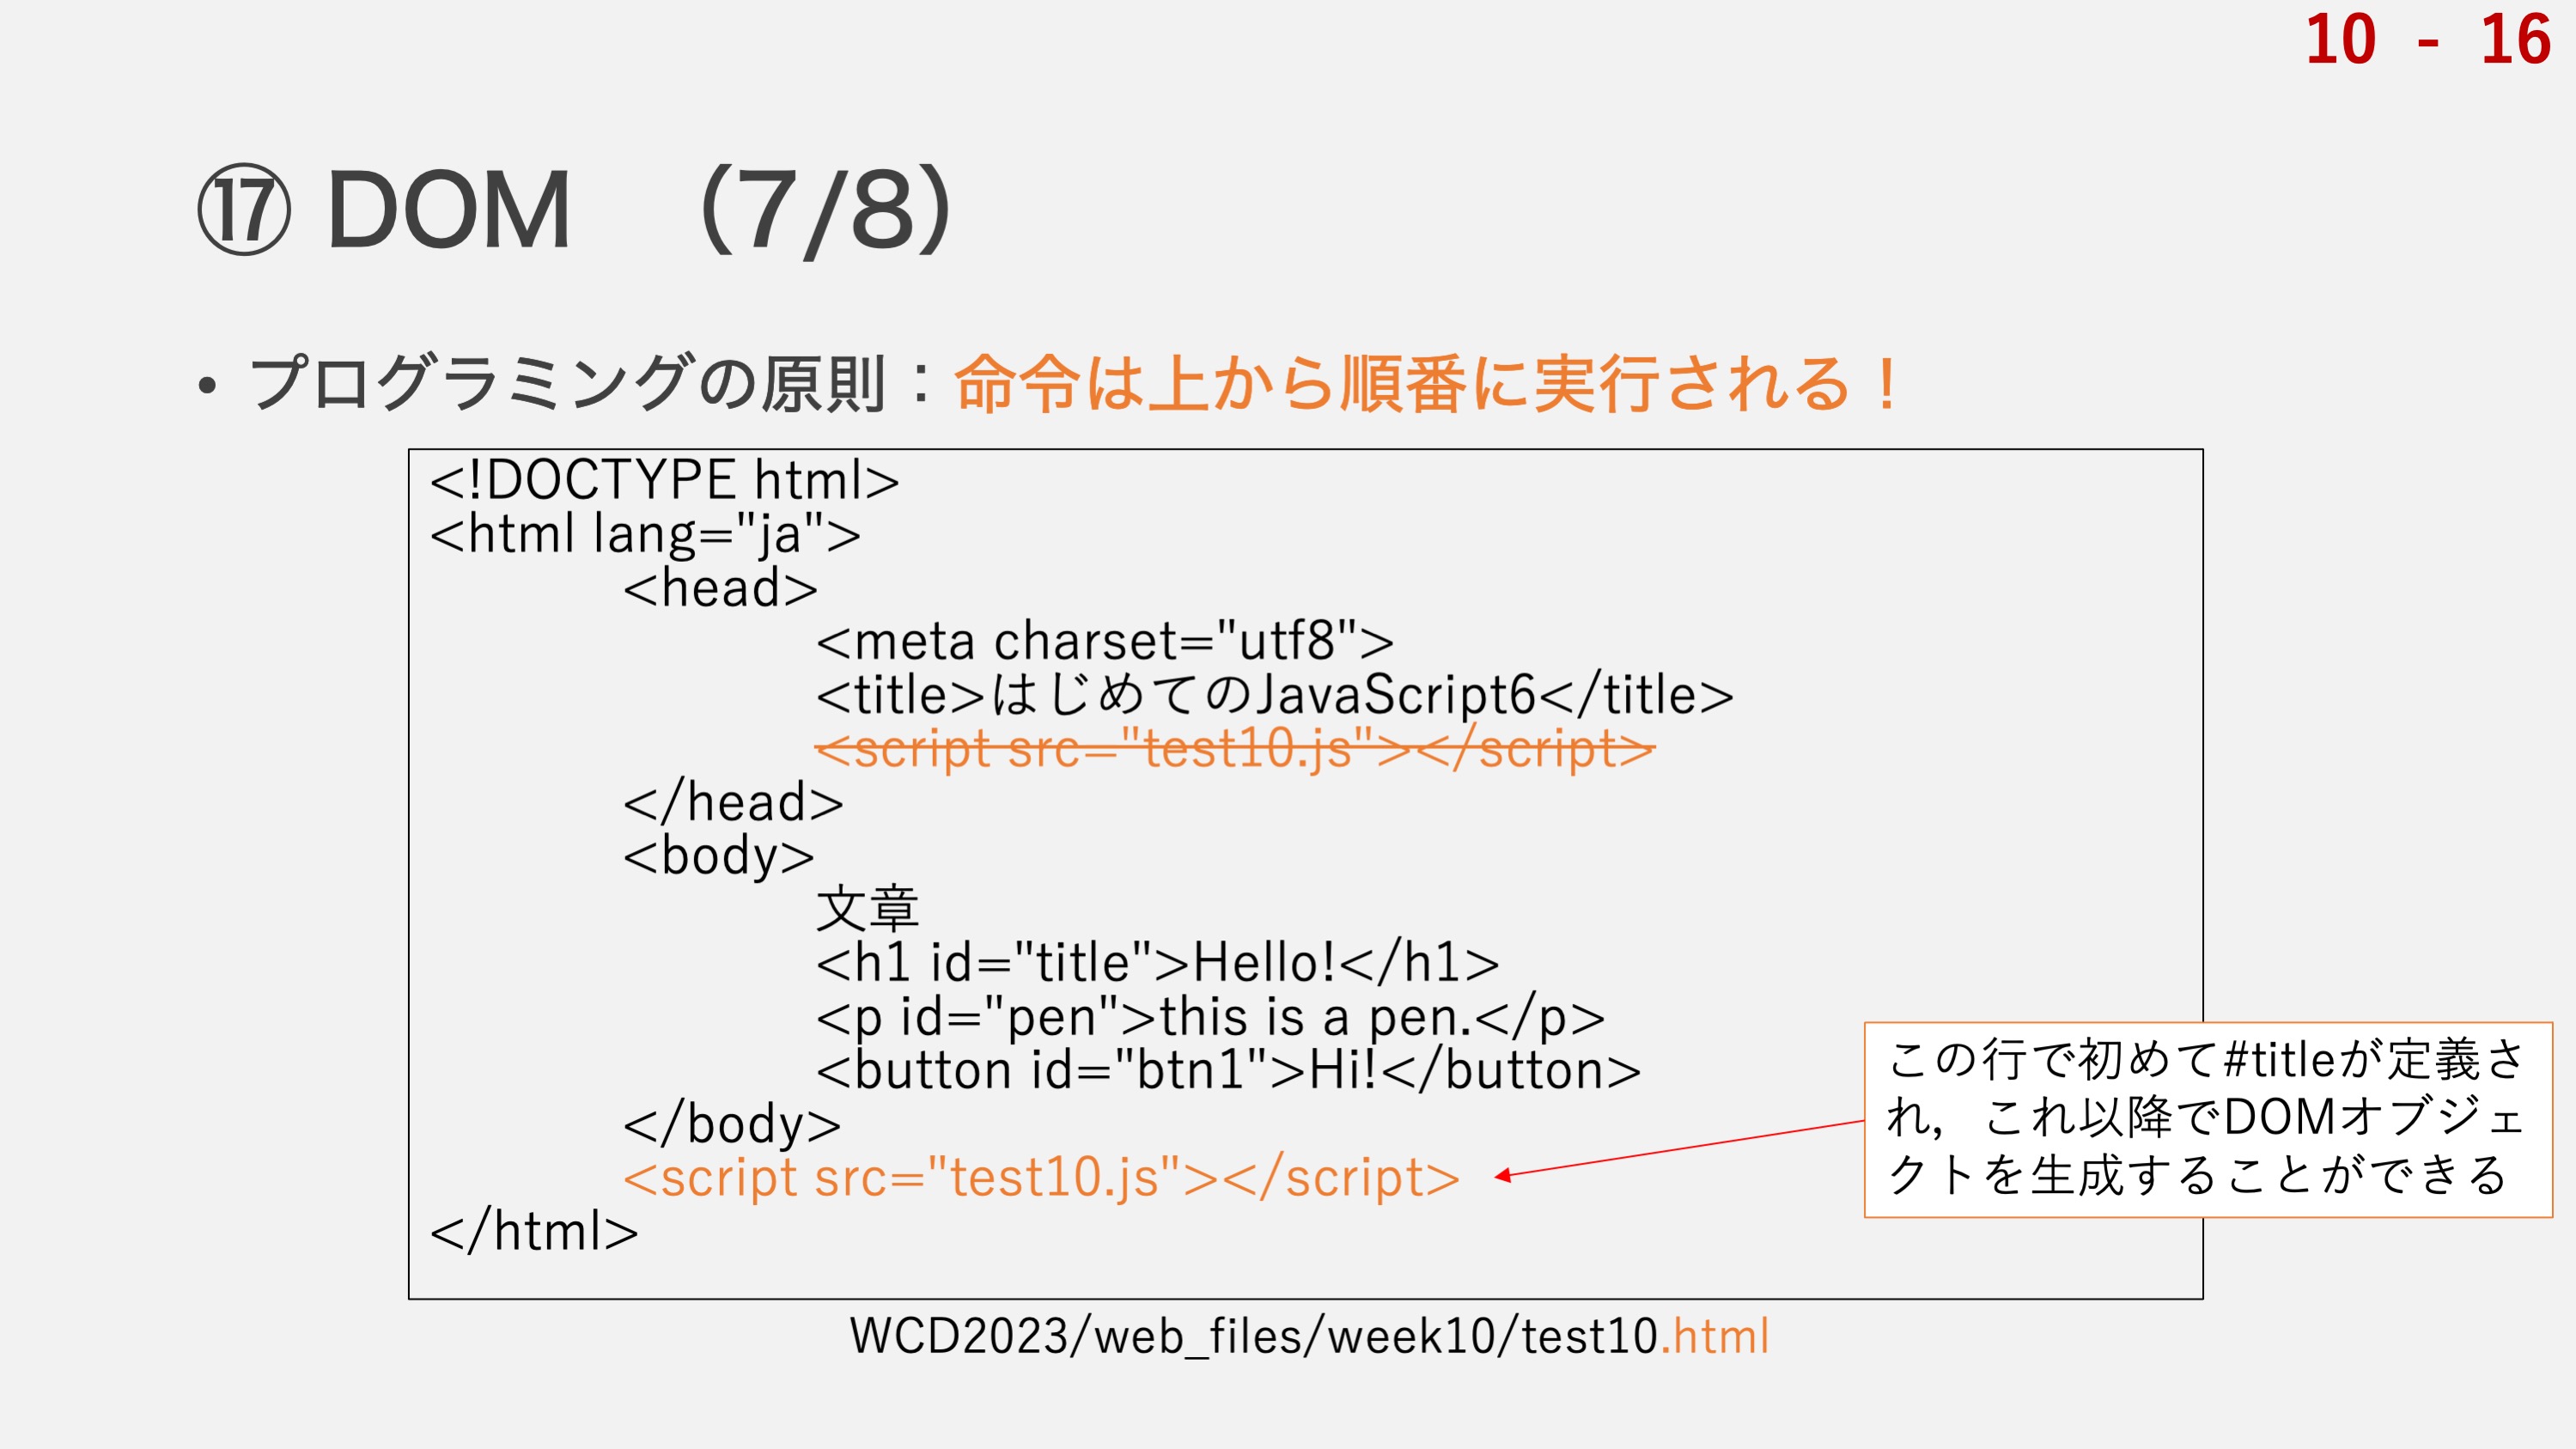 10 - 16
⑰ DOM （7/8）
• プログラミングの原則：命令は上から順番に実行される！
<!DOCTYPE html>
<html lang="ja">
<head>
<meta charset="utf8">
<title>はじめてのJavaScript6</title>
<script src="test10.js"></script>
</head>
<body>
文章
<h1 id="title">Hello!</h1>
<p id="pen">this is a pen.</p>
<button id="btn1">Hi!</button>
</body>
<script src="test10.js"></script>
</html>
この行で初めて#titleが定義さ
れ，これ以降でDOMオブジェ
クトを生成することができる
WCD2023/web_files/week10/test10.html